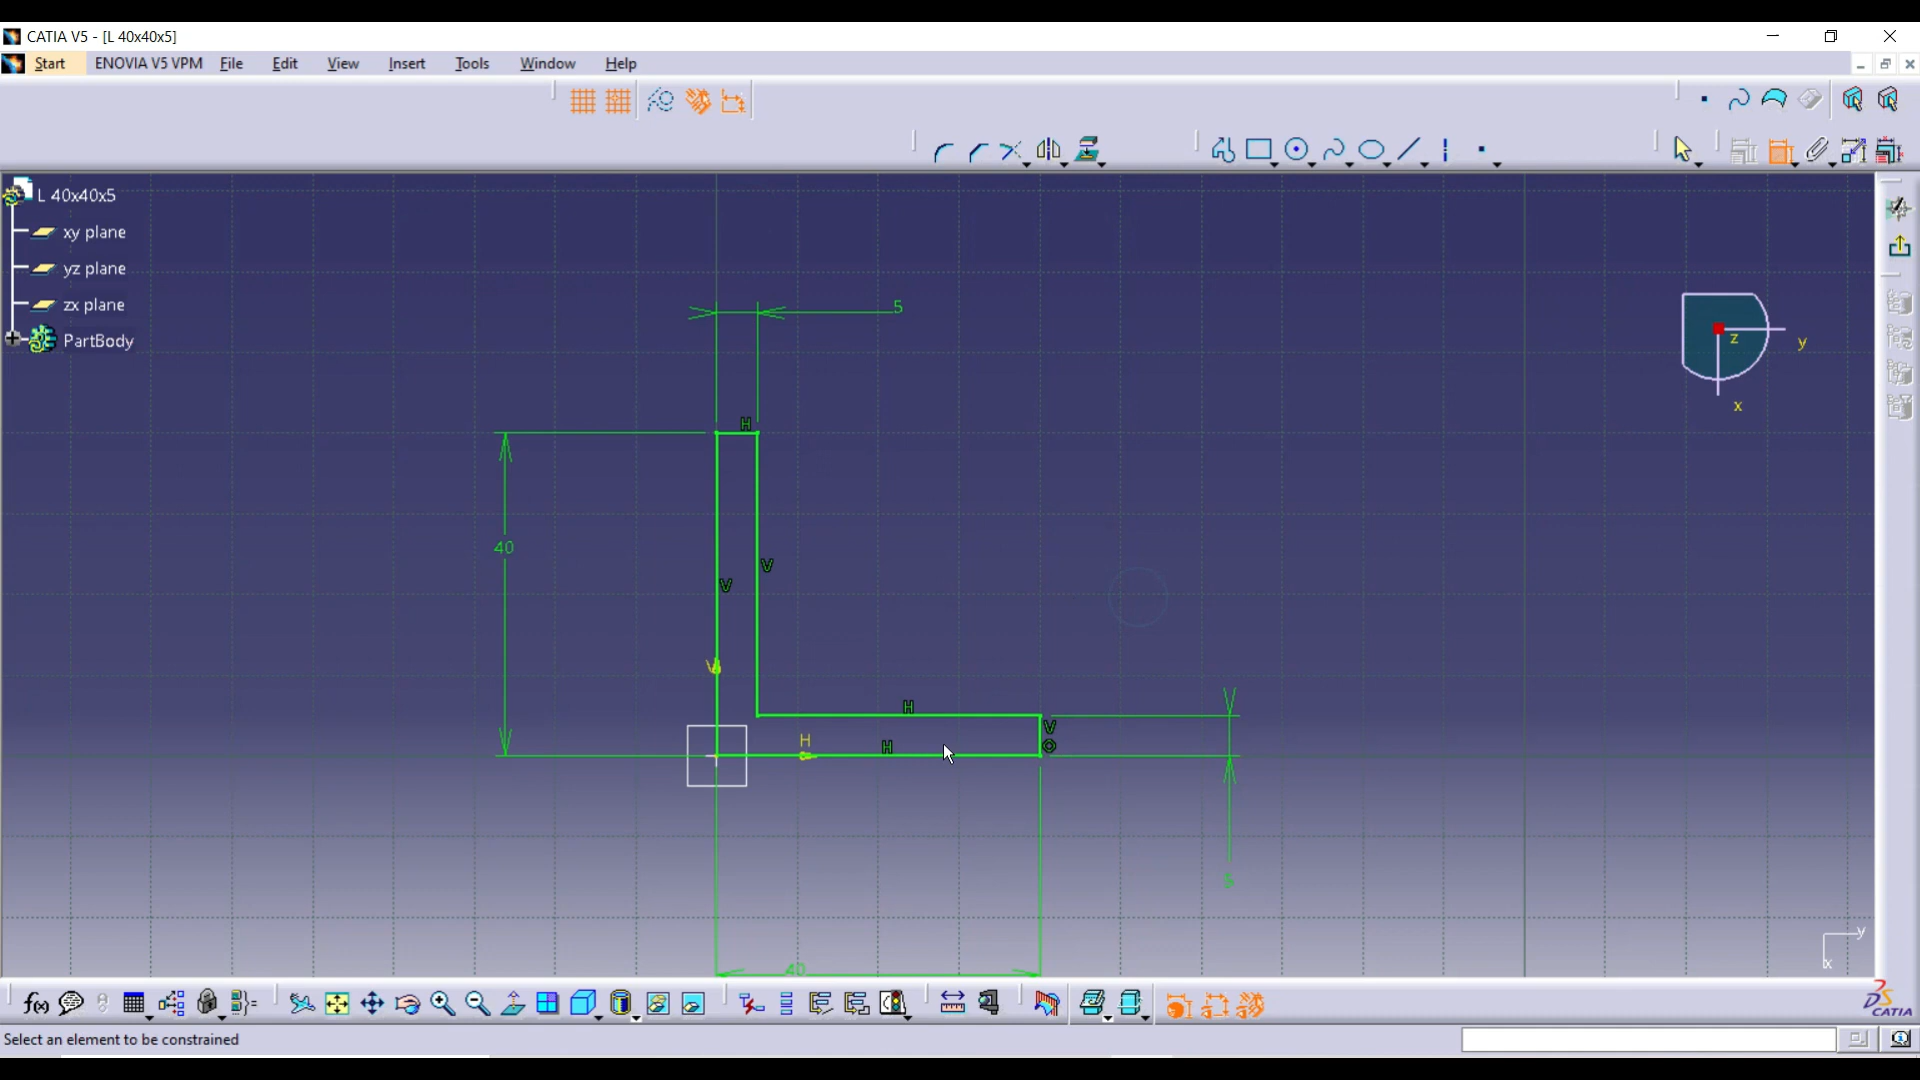 CATIA V5 - [L 40x40x5]
Start ENOVIA V5 VPM File Edit View Insert Tools Window Help
L 40x40x5
xy plane
yz plane
zx plane
PartBody
5
z
y
x
H
40
V
V
V
H
H
H
V
5
40
y
x
f(x)
DS
CATIA
Select an element to be constrained